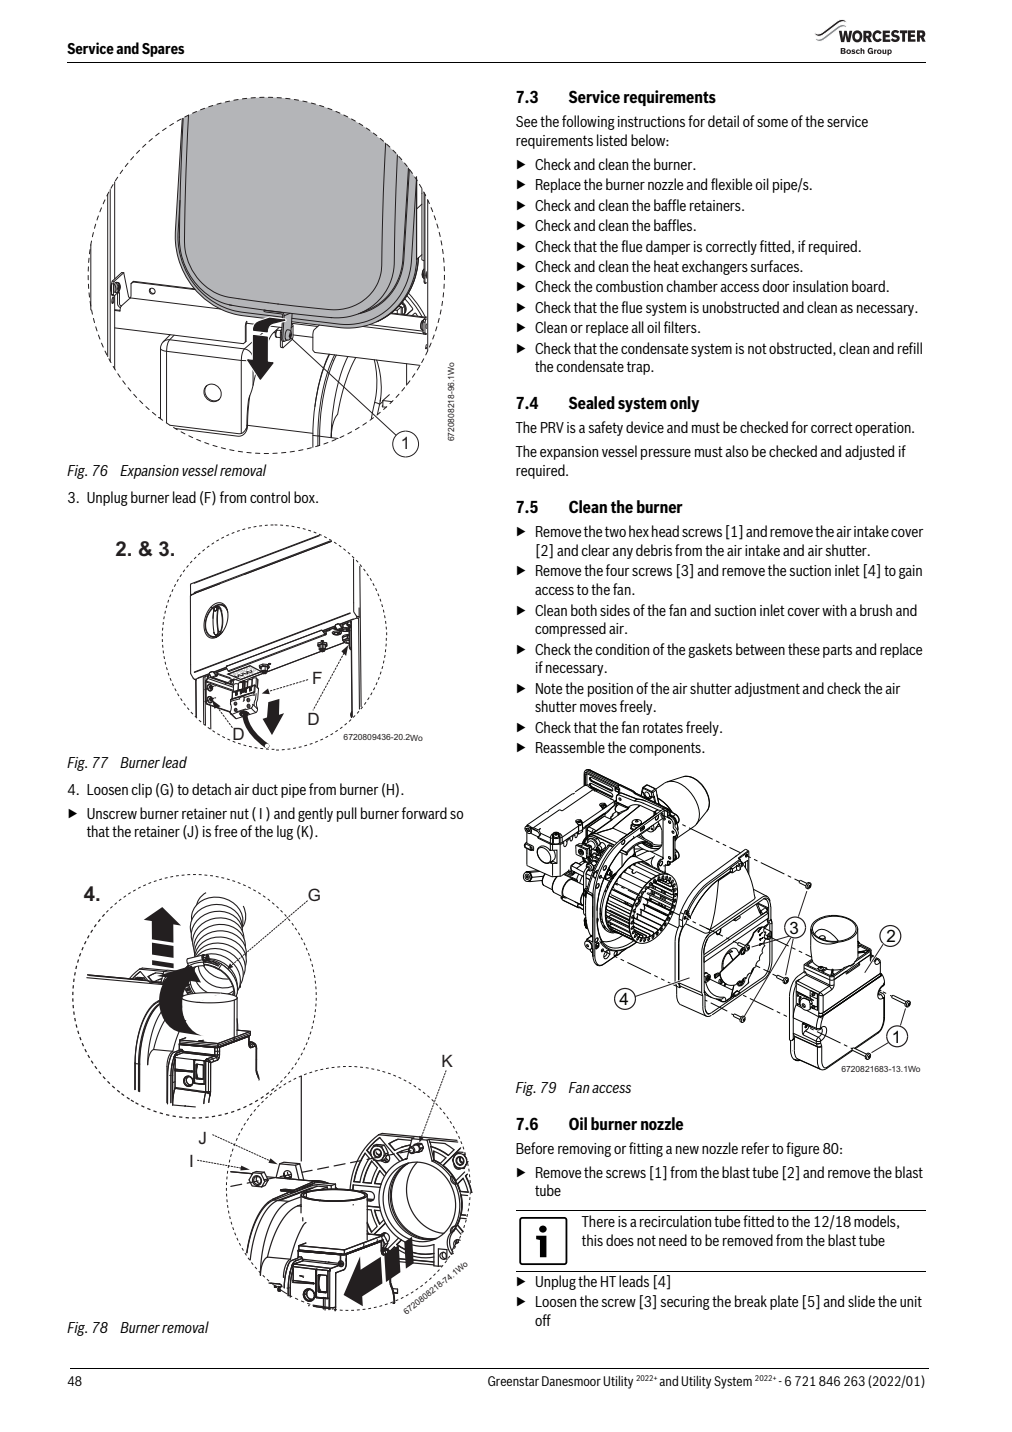 Service and Spares
WORCESTER
Bosch Group
1
6720808218-96.1Wo
Fig. 76 Expansion vessel removal
3. Unplug burner lead (F) from control box.
2. & 3.
F
D
D
6720809436-20.2Wo
Fig. 77 Burner lead
4. Loosen clip (G) to detach air duct pipe from burner (H).
▶ Unscrew burner retainer nut ( I ) and gently pull burner forward so
that the retainer (J) is free of the lug (K).
4.
G
K
J
I
6720808218-74.1Wo
Fig. 78 Burner removal
7.3 Service requirements
See the following instructions for detail of some of the service
requirements listed below:
▶ Check and clean the burner.
▶ Replace the burner nozzle and flexible oil pipe/s.
▶ Check and clean the baffle retainers.
▶ Check and clean the baffles.
▶ Check that the flue damper is correctly fitted, if required.
▶ Check and clean the heat exchangers surfaces.
▶ Check the combustion chamber access door insulation board.
▶ Check that the flue system is unobstructed and clean as necessary.
▶ Clean or replace all oil filters.
▶ Check that the condensate system is not obstructed, clean and refill
the condensate trap.
7.4 Sealed system only
The PRV is a safety device and must be checked for correct operation.
The expansion vessel pressure must also be checked and adjusted if
required.
7.5 Clean the burner
▶ Remove the two hex head screws [1] and remove the air intake cover
[2] and clear any debris from the air intake and air shutter.
▶ Remove the four screws [3] and remove the suction inlet [4] to gain
access to the fan.
▶ Clean both sides of the fan and suction inlet cover with a brush and
compressed air.
▶ Check the condition of the gaskets between these parts and replace
if necessary.
▶ Note the position of the air shutter adjustment and check the air
shutter moves freely.
▶ Check that the fan rotates freely.
▶ Reassemble the components.
3
2
4
1
6720821683-13.1Wo
Fig. 79 Fan access
7.6 Oil burner nozzle
Before removing or fitting a new nozzle refer to figure 80:
▶ Remove the screws [1] from the blast tube [2] and remove the blast
tube
i
There is a recirculation tube fitted to the 12/18 models,
this does not need to be removed from the blast tube
▶ Unplug the HT leads [4]
▶ Loosen the screw [3] securing the break plate [5] and slide the unit
off
48
Greenstar Danesmoor Utility 2022+ and Utility System 2022+ - 6 721 846 263 (2022/01)